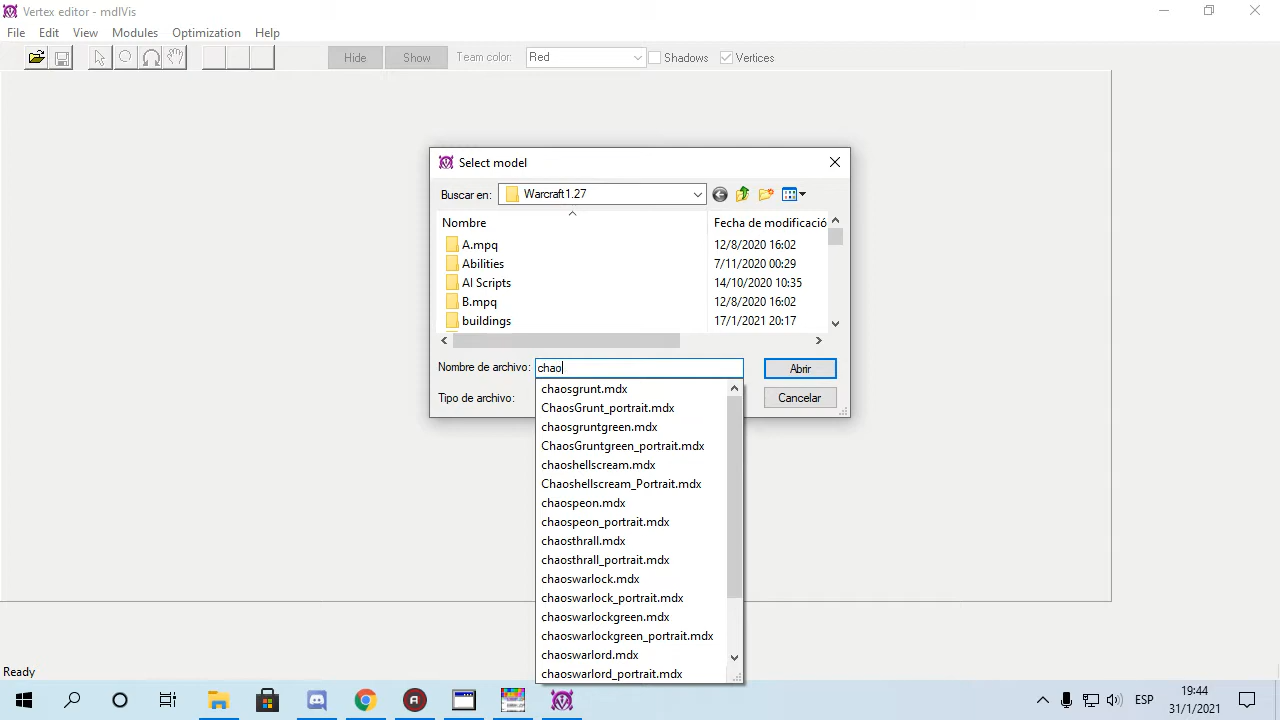 Vertex editor - mdlVis
File Edit View Modules Optimization Help
Hide Show Team color: Red Shadows Vertices
Select model
Buscar en: Warcraft1.27
Nombre Fecha de modificació
A.mpq 12/8/2020 16:02
Abilities 7/11/2020 00:29
AI Scripts 14/10/2020 10:35
B.mpq 12/8/2020 16:02
buildings 17/1/2021 20:17
Nombre de archivo: chao Abrir
Tipo de archivo: Cancelar
chaosgrunt.mdx
ChaosGrunt_portrait.mdx
chaosgruntgreen.mdx
ChaosGruntgreen_portrait.mdx
chaoshellscream.mdx
Chaoshellscream_Portrait.mdx
chaospeon.mdx
chaospeon_portrait.mdx
chaosthrall.mdx
chaosthrall_portrait.mdx
chaoswarlock.mdx
chaoswarlock_portrait.mdx
chaoswarlockgreen.mdx
chaoswarlockgreen_portrait.mdx
chaoswarlord.mdx
chaoswarlord_portrait.mdx
Ready
ESP
19:44
31/1/2021